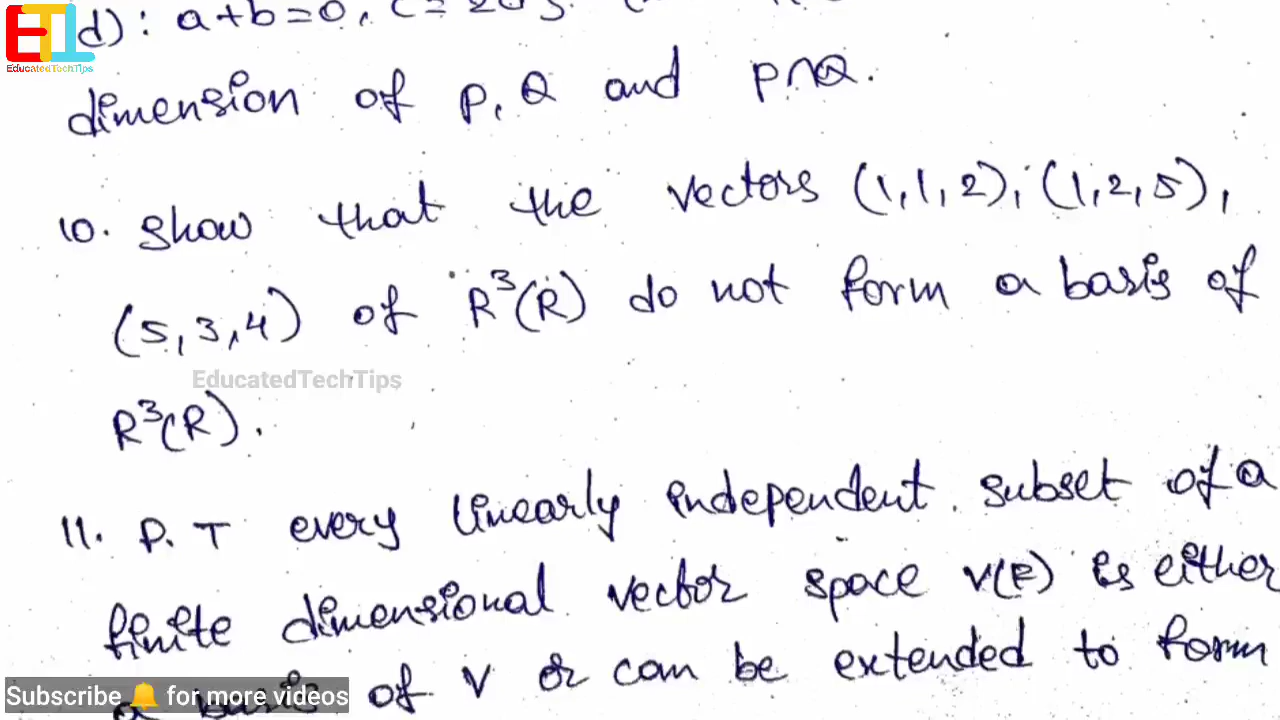 d): a+b=0,
EducatedTechTips
dimension of P, Q and P∩Q.
10. show that the vectors (1,1,2), (1,2,5),
(5,3,4) of R³(R) do not form a basis of
EducatedTechTips
R³(R).
11. P.T every linearly independent subset of a
finite dimensional vector space V(F) is either
a basis of V or can be extended to form
Subscribe 🔔 for more videos